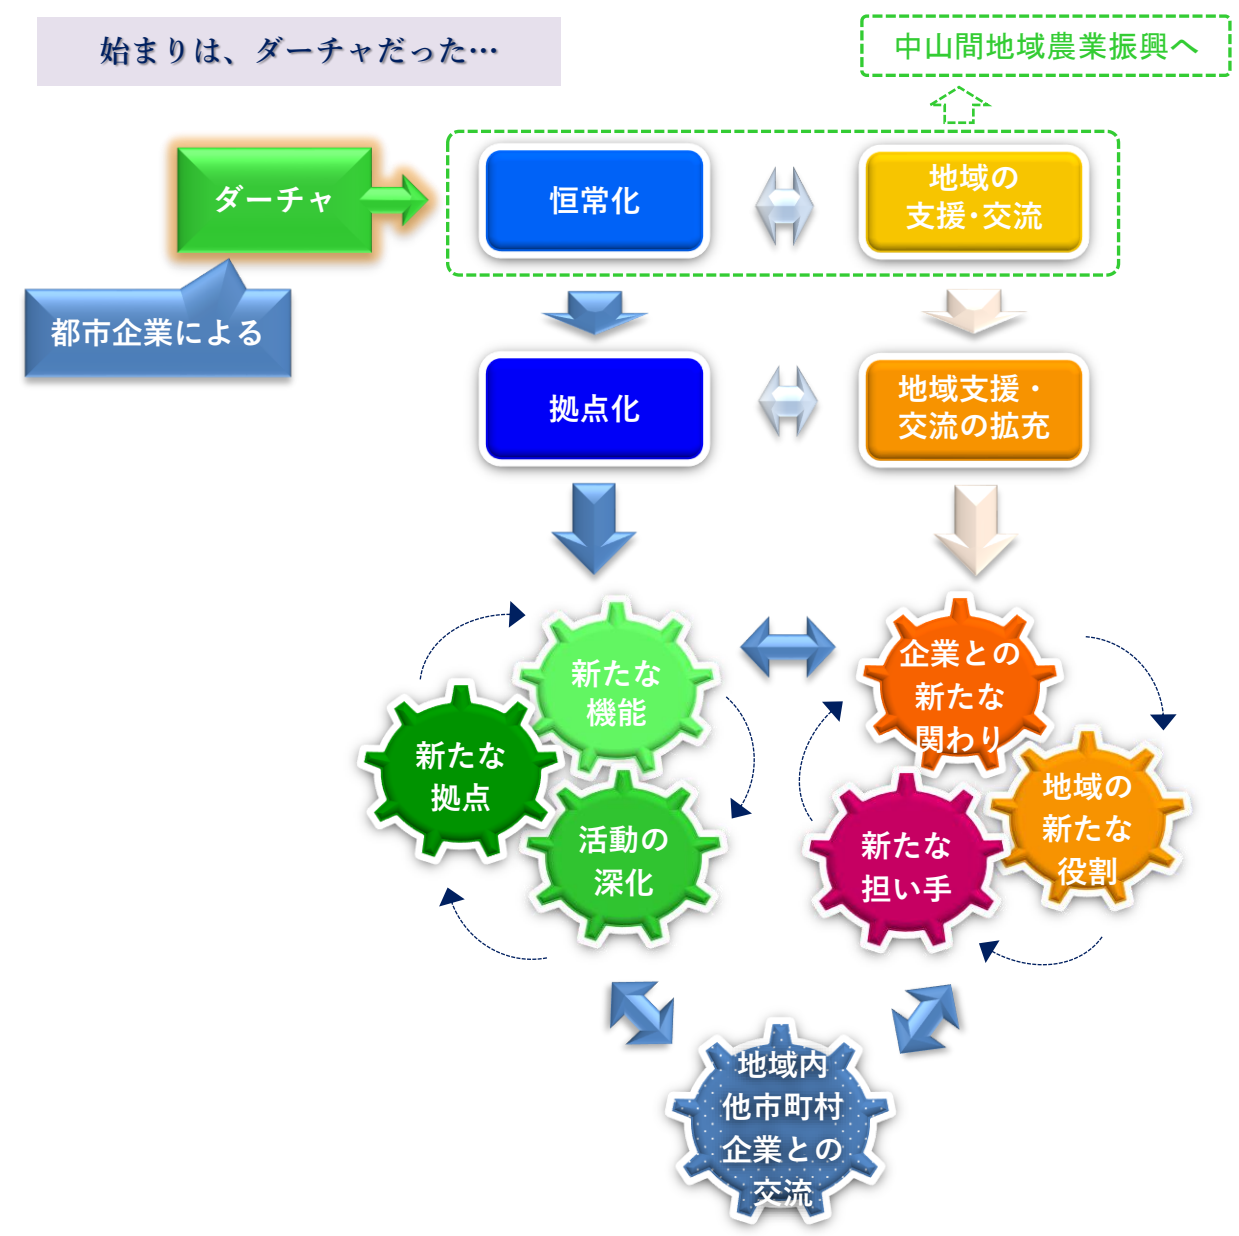 始まりは、ダーチャだった…
中山間地域農業振興へ
ダーチャ
恒常化
地域の
支援･交流
都市企業による
拠点化
地域支援・
交流の拡充
新たな
機能
新たな
拠点
活動の
深化
企業との
新たな
関わり
地域の
新たな
役割
新たな
担い手
地域内
他市町村
企業との
交流